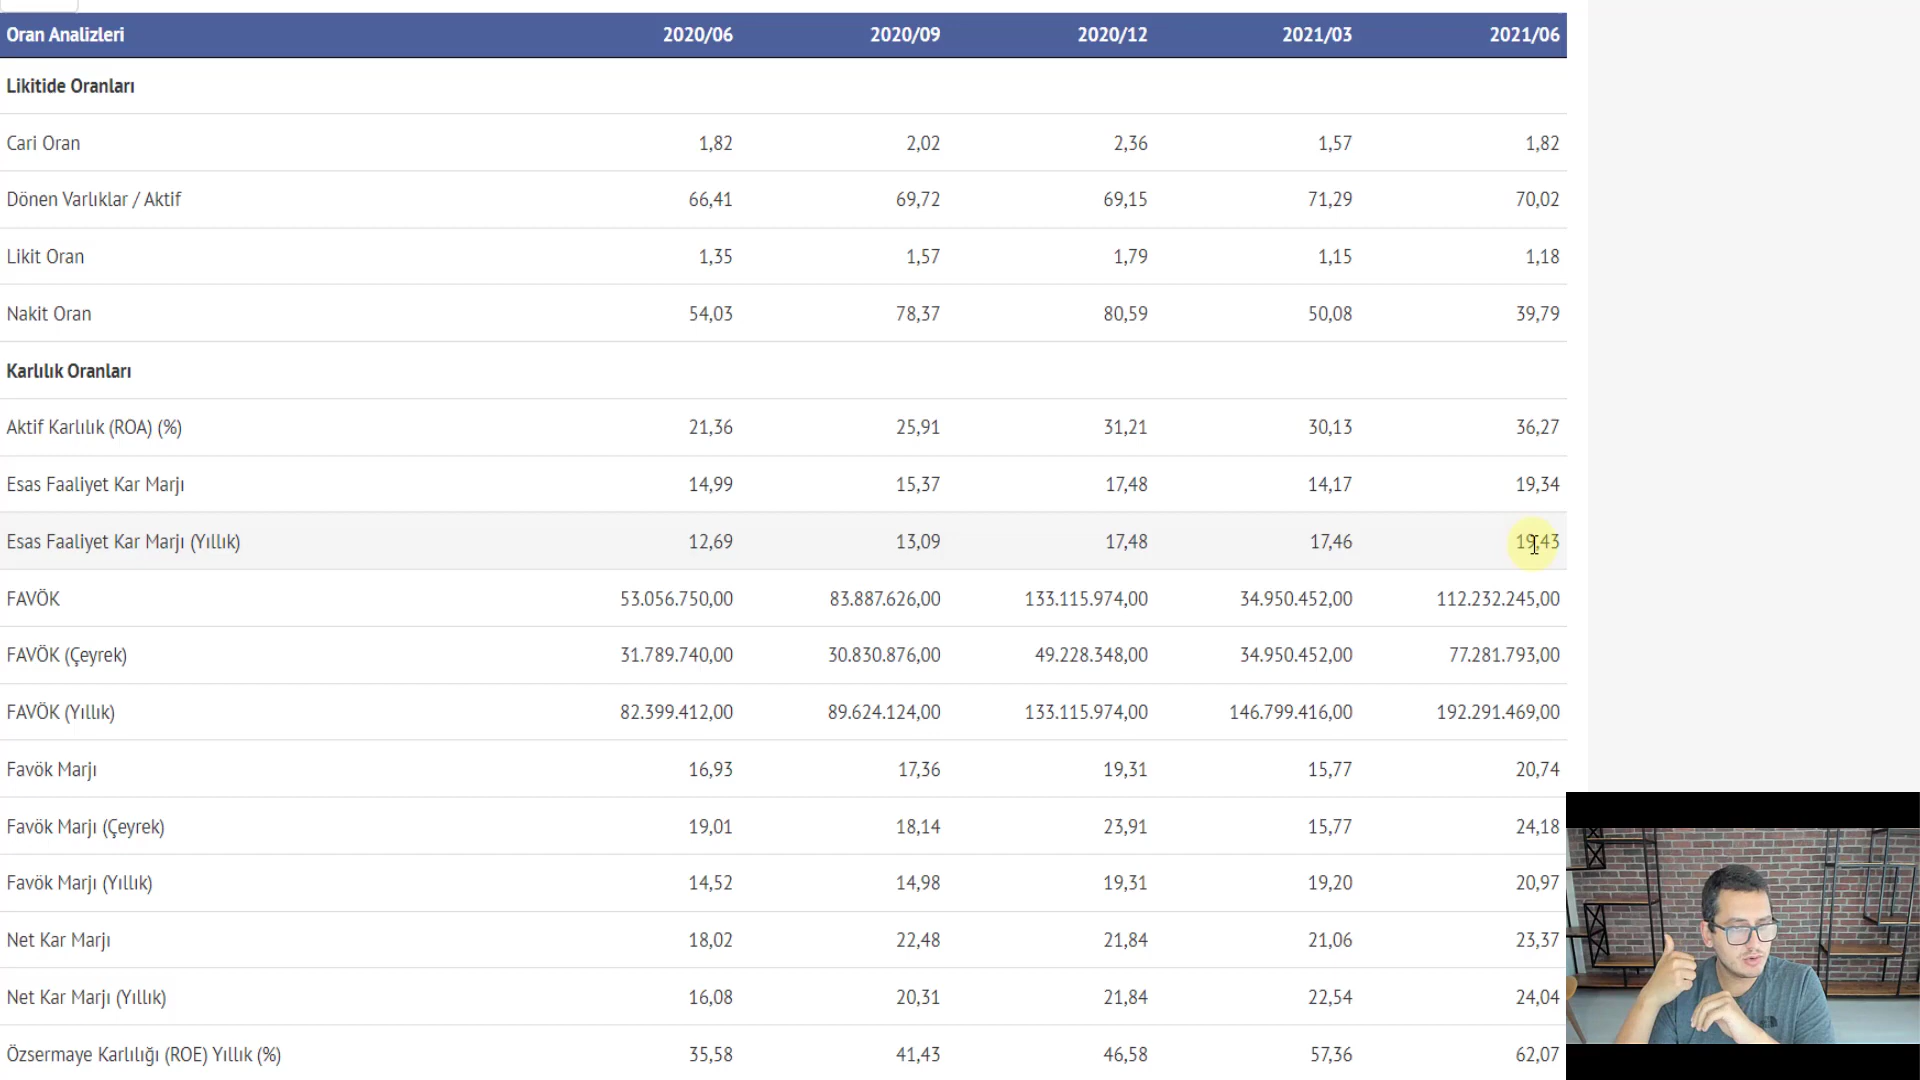 Oran Analizleri 2020/06 2020/09 2020/12 2021/03 2021/06
Likitide Oranları
Cari Oran 1,82 2,02 2,36 1,57 1,82
Dönen Varlıklar / Aktif 66,41 69,72 69,15 71,29 70,02
Likit Oran 1,35 1,57 1,79 1,15 1,18
Nakit Oran 54,03 78,37 80,59 50,08 39,79
Karlılık Oranları
Aktif Karlılık (ROA) (%) 21,36 25,91 31,21 30,13 36,27
Esas Faaliyet Kar Marjı 14,99 15,37 17,48 14,17 19,34
Esas Faaliyet Kar Marjı (Yıllık) 12,69 13,09 17,48 17,46 19,43
FAVÖK 53.056.750,00 83.887.626,00 133.115.974,00 34.950.452,00 112.232.245,00
FAVÖK (Çeyrek) 31.789.740,00 30.830.876,00 49.228.348,00 34.950.452,00 77.281.793,00
FAVÖK (Yıllık) 82.399.412,00 89.624.124,00 133.115.974,00 146.799.416,00 192.291.469,00
Favök Marjı 16,93 17,36 19,31 15,77 20,74
Favök Marjı (Çeyrek) 19,01 18,14 23,91 15,77 24,18
Favök Marjı (Yıllık) 14,52 14,98 19,31 19,20 20,97
Net Kar Marjı 18,02 22,48 21,84 21,06 23,37
Net Kar Marjı (Yıllık) 16,08 20,31 21,84 22,54 24,04
Özsermaye Karlılığı (ROE) Yıllık (%) 35,58 41,43 46,58 57,36 62,07